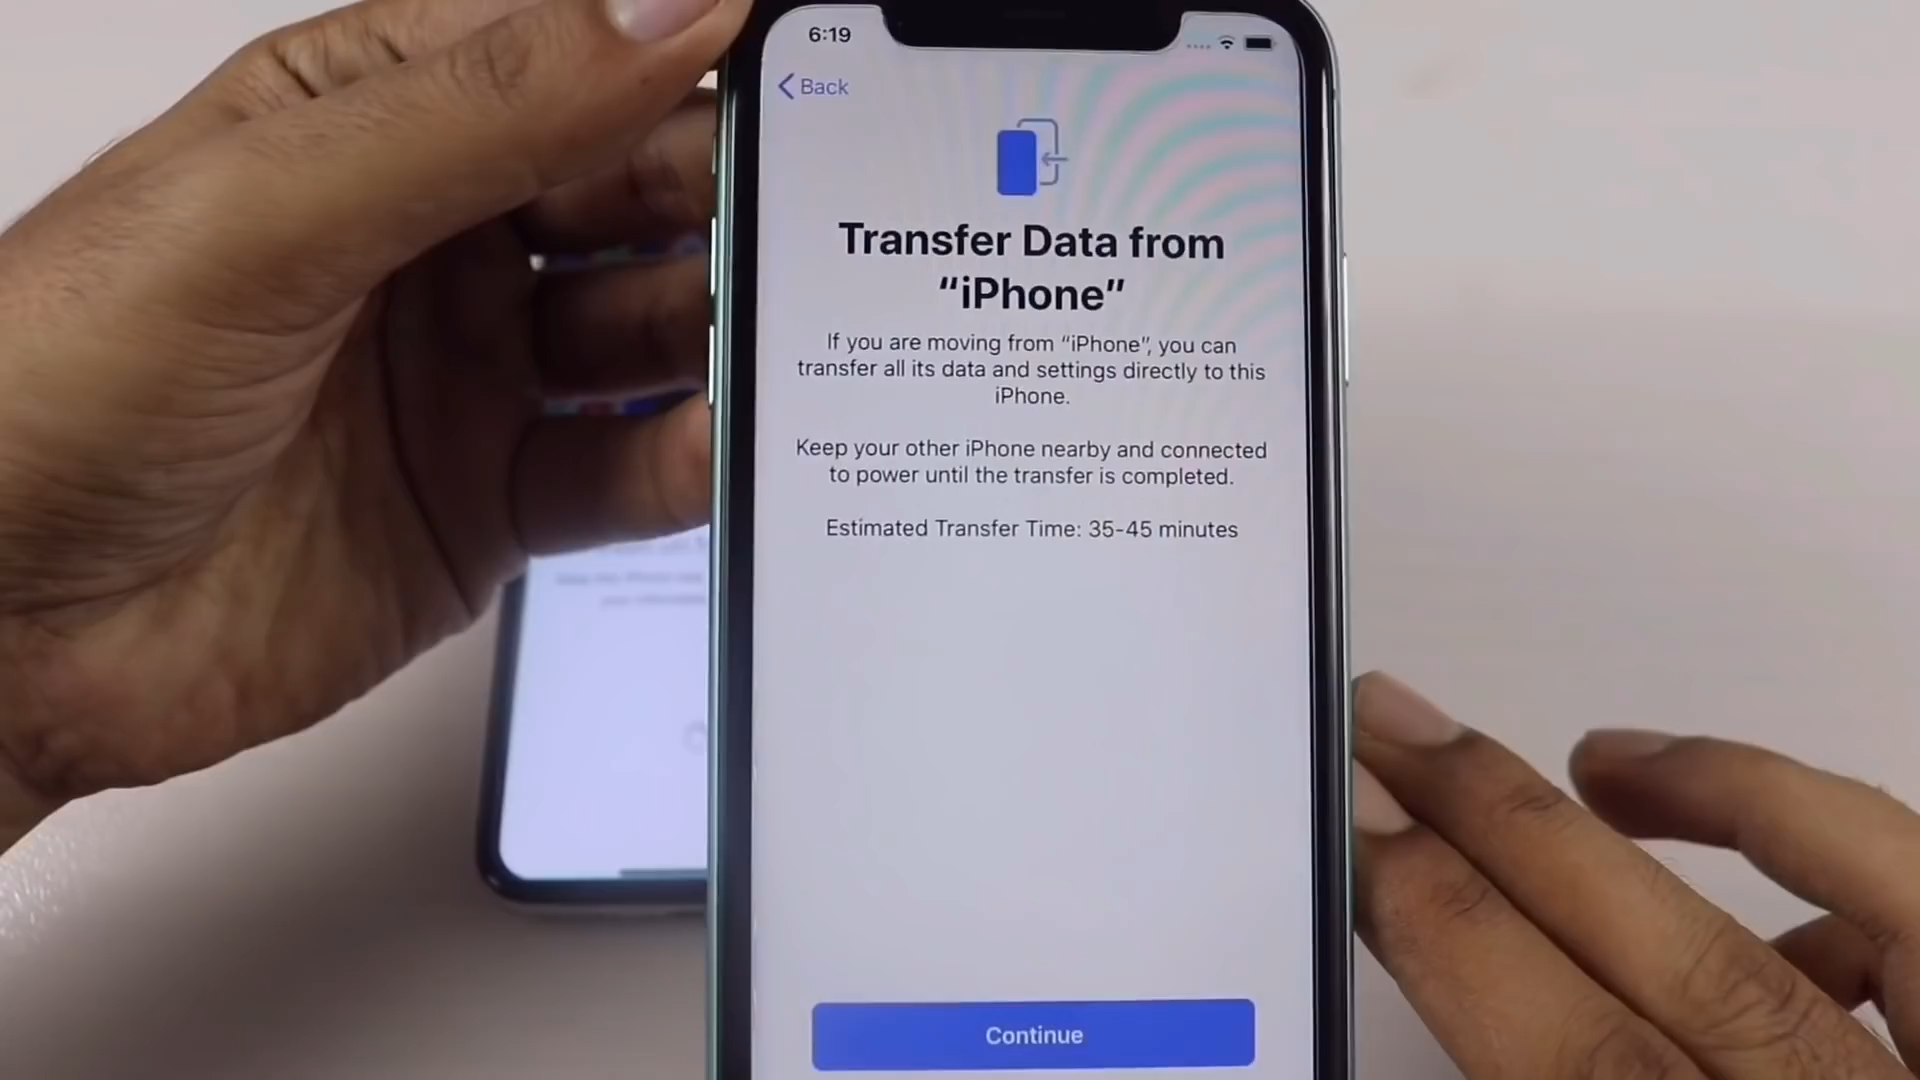 6:19
Back
Transfer Data from
“iPhone”
If you are moving from “iPhone”, you can
transfer all its data and settings directly to this
iPhone.
Keep your other iPhone nearby and connected
to power until the transfer is completed.
Estimated Transfer Time: 35-45 minutes
Continue